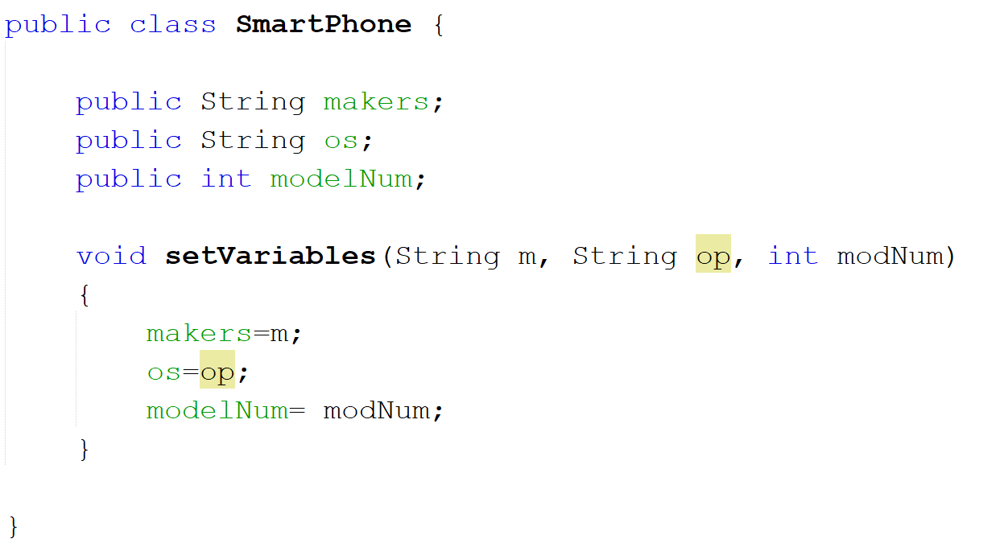 public class SmartPhone {
public String makers;
public String os;
public int modelNum;
void setVariables(String m, String op, int modNum)
{
makers=m;
os=op;
modelNum= modNum;
}
}